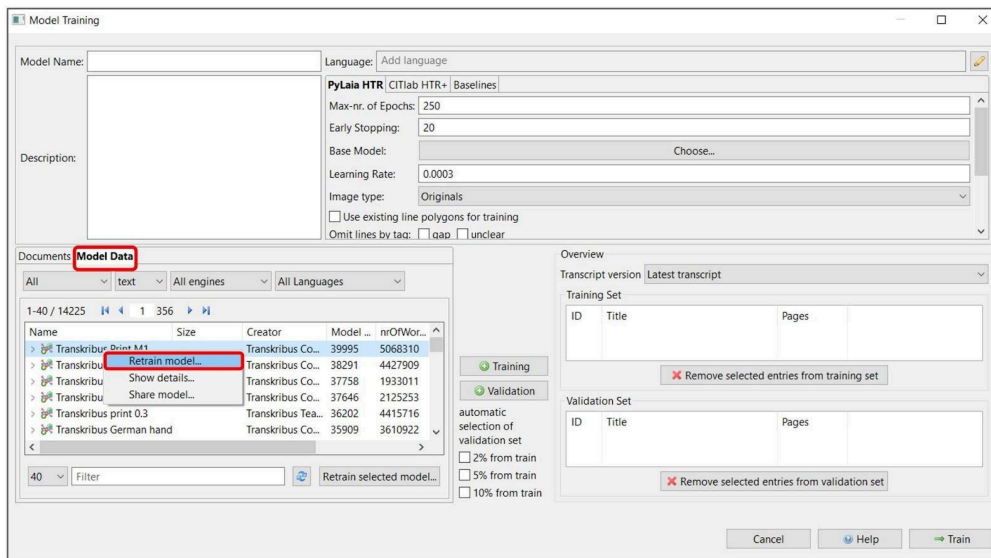 Model Training
Model Name:
Language: Add language
Description:
PyLaia HTR CITlab HTR+ Baselines
Max-nr. of Epochs: 250
Early Stopping: 20
Base Model: Choose...
Learning Rate: 0.0003
Image type: Originals
Use existing line polygons for training
Omit lines by tag: gap unclear
Documents Model Data
All text All engines All Languages
1-40 / 14225 1 356
Name Size Creator Model ... nrOfWor...
Transkribus Print M1 Transkribus Co... 39995 5068310
Transkribu Transkribus Co... 38291 4427909
Transkribu Transkribus Co... 37758 1933011
Transkribu Transkribus Co... 37646 2125253
Transkribus print 0.3 Transkribus Tea... 36202 4415716
Transkribus German hand Transkribus Co... 35909 3610922
Retrain model...
Show details...
Share model...
40 Filter Retrain selected model...
Training
Validation
automatic
selection of
validation set
2% from train
5% from train
10% from train
Overview
Transcript version Latest transcript
Training Set
ID Title Pages
Remove selected entries from training set
Validation Set
ID Title Pages
Remove selected entries from validation set
Cancel Help Train